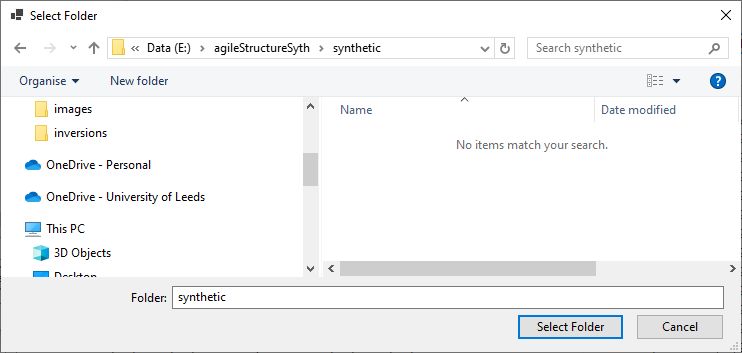 Select Folder
« Data (E:) › agileStructureSyth › synthetic
Search synthetic
Organise
New folder
?
images
inversions
OneDrive - Personal
OneDrive - University of Leeds
This PC
3D Objects
Desktop
Name
Date modified
No items match your search.
Folder:
synthetic
Select Folder
Cancel